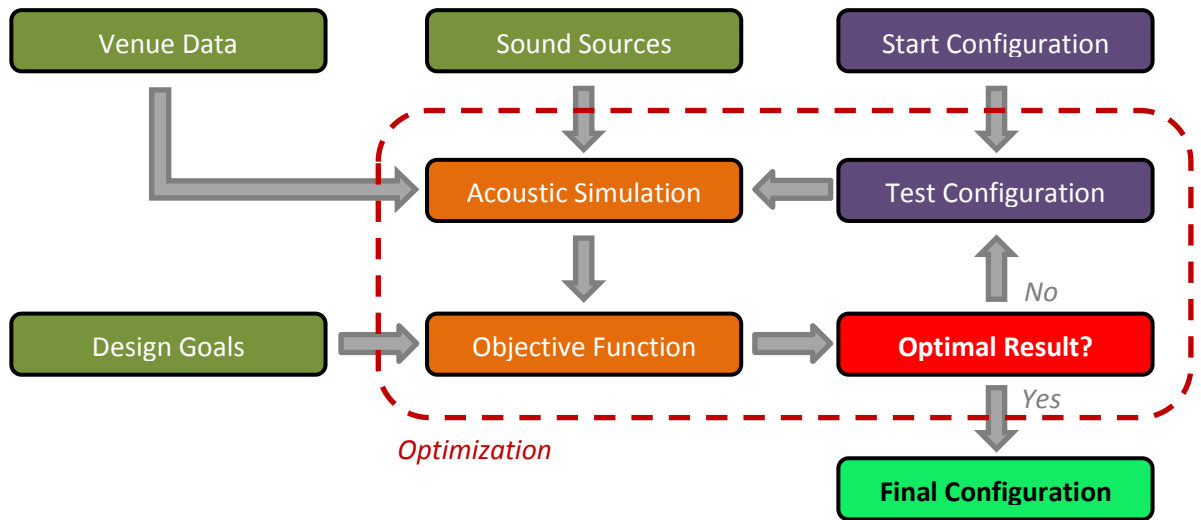 Venue Data
Sound Sources
Start Configuration
Acoustic Simulation
Test Configuration
No
Design Goals
Objective Function
Optimal Result?
Yes
Optimization
Final Configuration